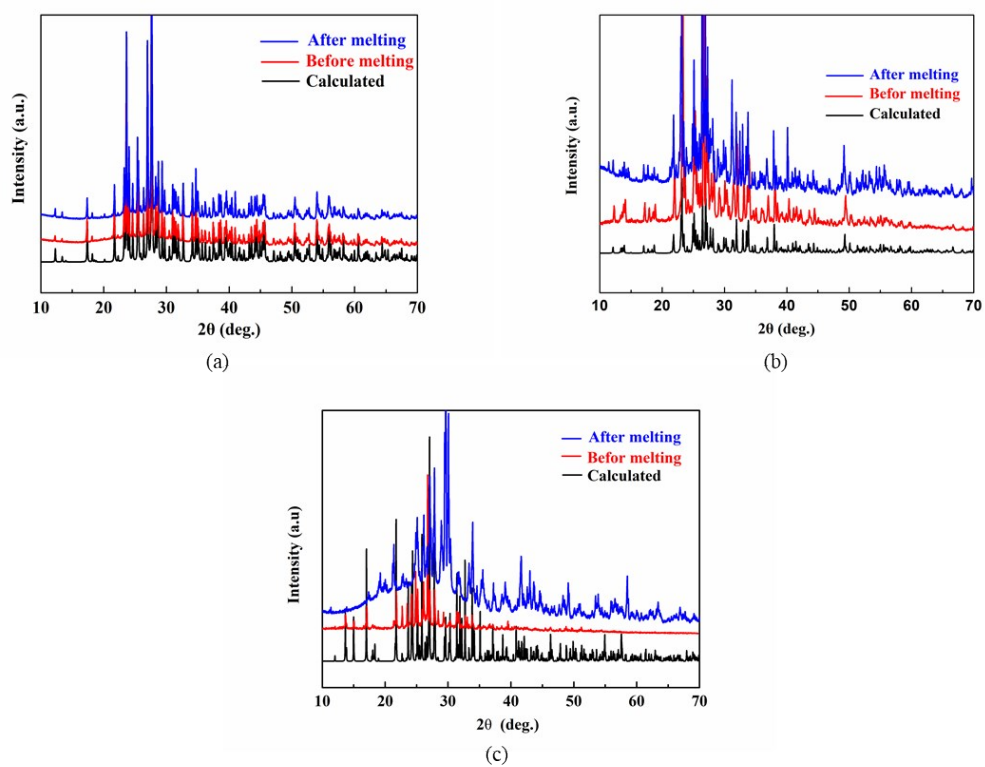 Intensity (a.u.)
After melting
Before melting
Calculated
10 20 30 40 50 60 70
2θ (deg.)
(a)
Intensity (a.u.)
After melting
Befor melting
Calculated
10 20 30 40 50 60 70
2θ (deg.)
(b)
Intensity (a.u)
After melting
Befor melting
Calculated
10 20 30 40 50 60 70
2θ (deg.)
(c)